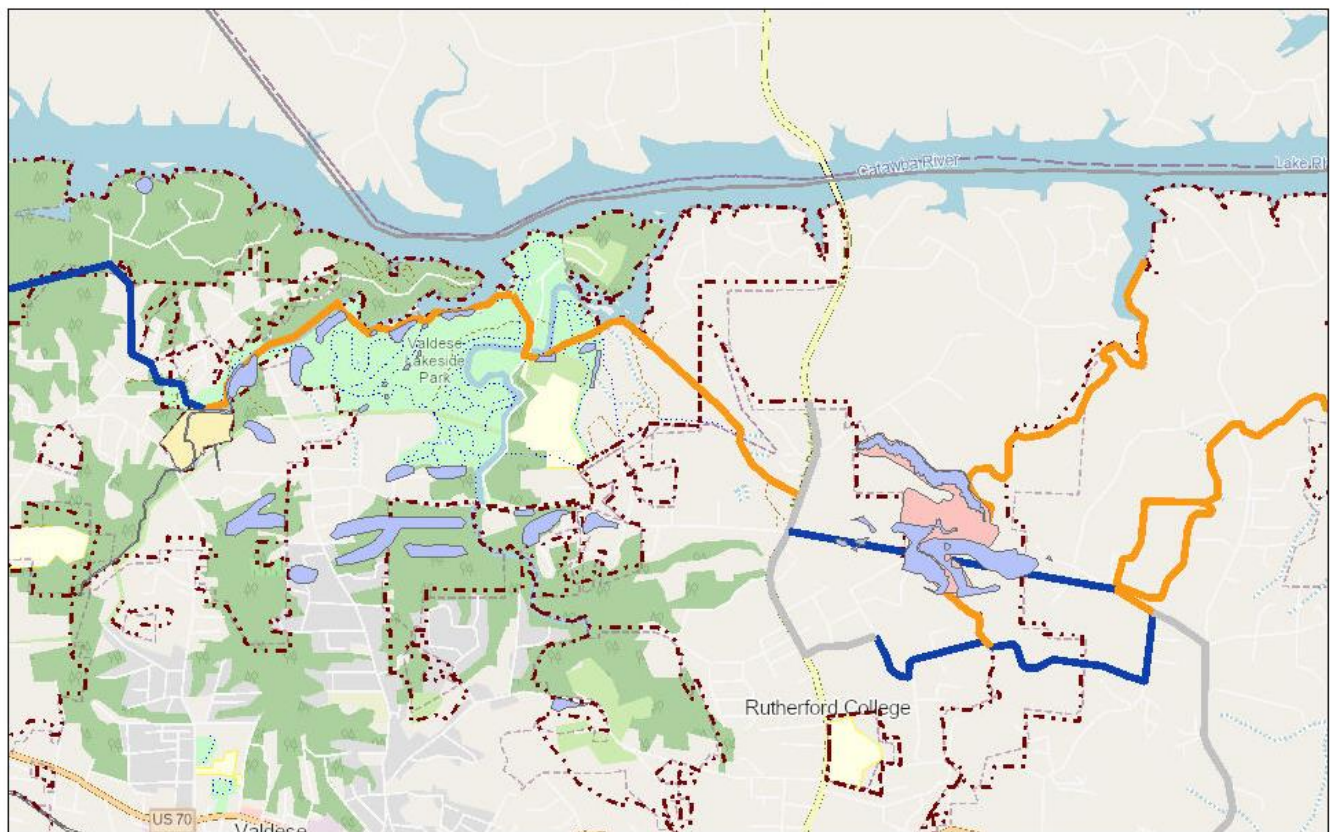 Catawba River
Lake Rh
Valdese
Lakeside
Park
Rutherford College
US 70
Valdese